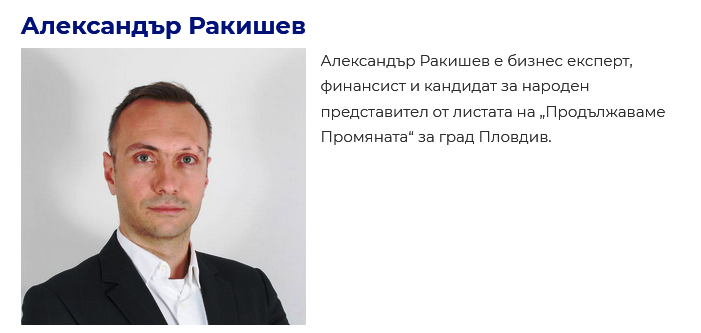 Александър Ракишев
Александър Ракишев е бизнес експерт,
финансист и кандидат за народен
представител от листата на „Продължаваме
Промяната“ за град Пловдив.